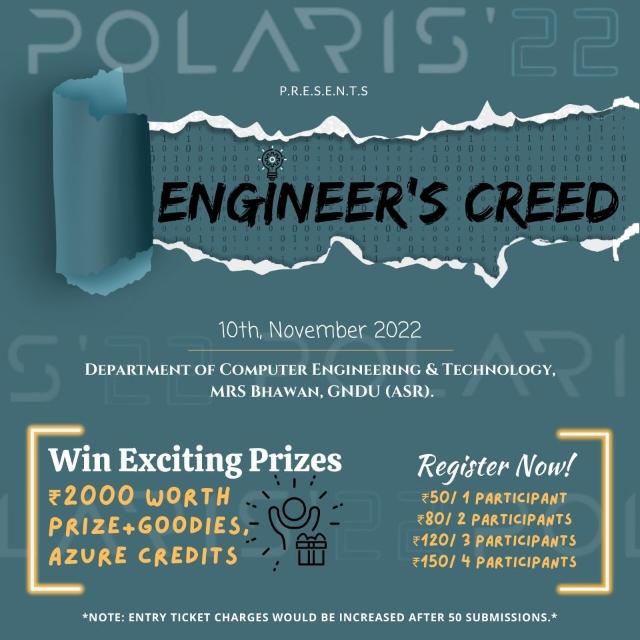 POLARIS'22
P.R.E.S.E.N.T.S
ENGINEER'S CREED
10th, November 2022
Department of Computer Engineering & Technology,
MRS Bhawan, GNDU (ASR).
Win Exciting Prizes
₹2000 WORTH
PRIZE+GOODIES,
AZURE CREDITS
Register Now!
₹50/ 1 PARTICIPANT
₹80/ 2 PARTICIPANTS
₹120/ 3 PARTICIPANTS
₹150/ 4 PARTICIPANTS
*NOTE: ENTRY TICKET CHARGES WOULD BE INCREASED AFTER 50 SUBMISSIONS.*